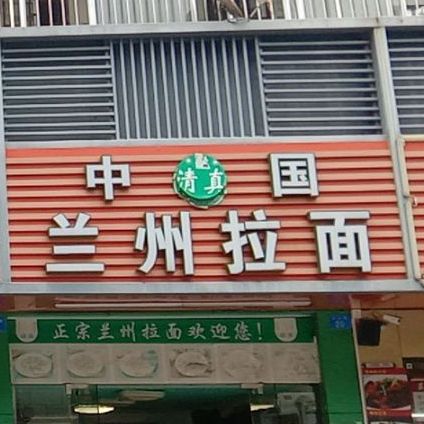 中 清真 国
兰州拉面
正宗兰州拉面欢迎您！